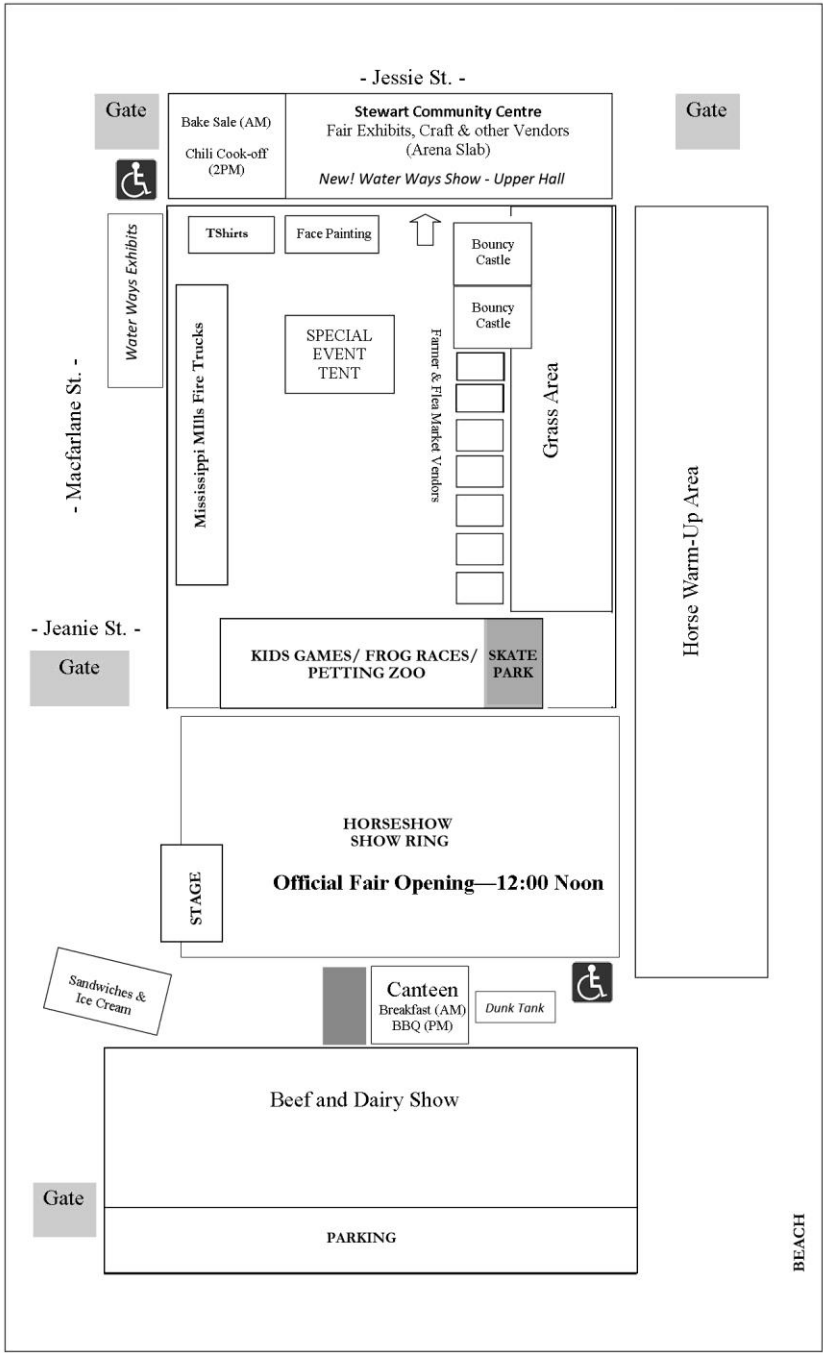 - Jessie St. -
Gate
Bake Sale (AM)
Chili Cook-off
(2PM)
Stewart Community Centre
Fair Exhibits, Craft & other Vendors
(Arena Slab)
New! Water Ways Show - Upper Hall
Gate
Water Ways Exhibits
TShirts
Face Painting
Bouncy
Castle
Bouncy
Castle
SPECIAL
EVENT
TENT
Mississippi MIlls Fire Trucks
Farmer & Flea Market Vendors
Grass Area
Horse Warm-Up Area
- Macfarlane St. -
- Jeanie St. -
Gate
KIDS GAMES/ FROG RACES/
PETTING ZOO
SKATE
PARK
HORSESHOW
SHOW RING
Official Fair Opening—12:00 Noon
STAGE
Sandwiches &
Ice Cream
Canteen
Breakfast (AM)
BBQ (PM)
Dunk Tank
Beef and Dairy Show
Gate
PARKING
BEACH